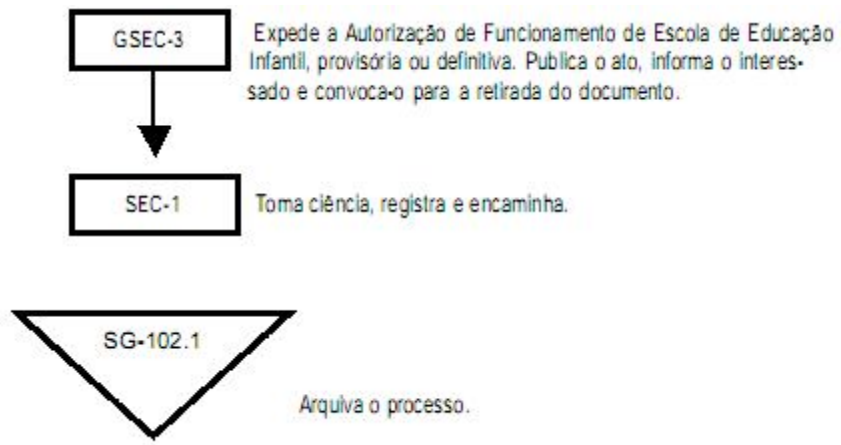 GSEC-3
Expede a Autorização de Funcionamento de Escola de Educação
Infantil, provisória ou definitiva. Publica o ato, informa o interes-
sado e convoca-o para a retirada do documento.
SEC-1
Toma ciência, registra e encaminha.
SG-102.1
Arquiva o processo.